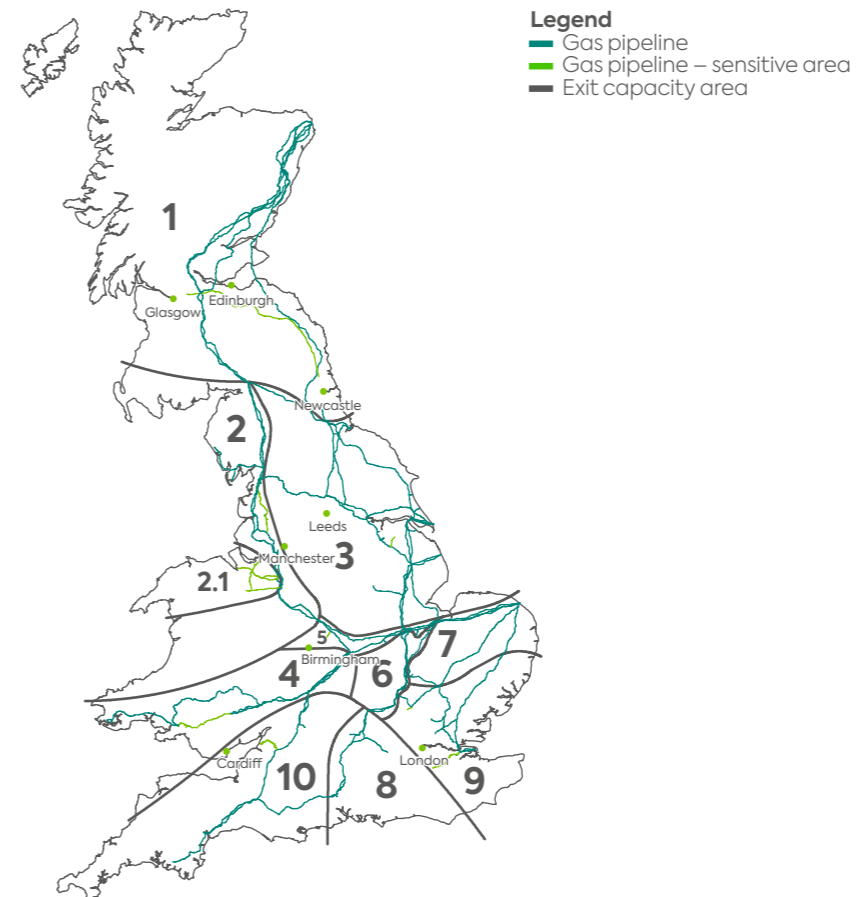 Legend
Gas pipeline
Gas pipeline – sensitive area
Exit capacity area
1
Edinburgh
Glasgow
Newcastle
2
Leeds
Manchester
3
2.1
5
7
Birmingham
4
6
Cardiff
London
10
8
9